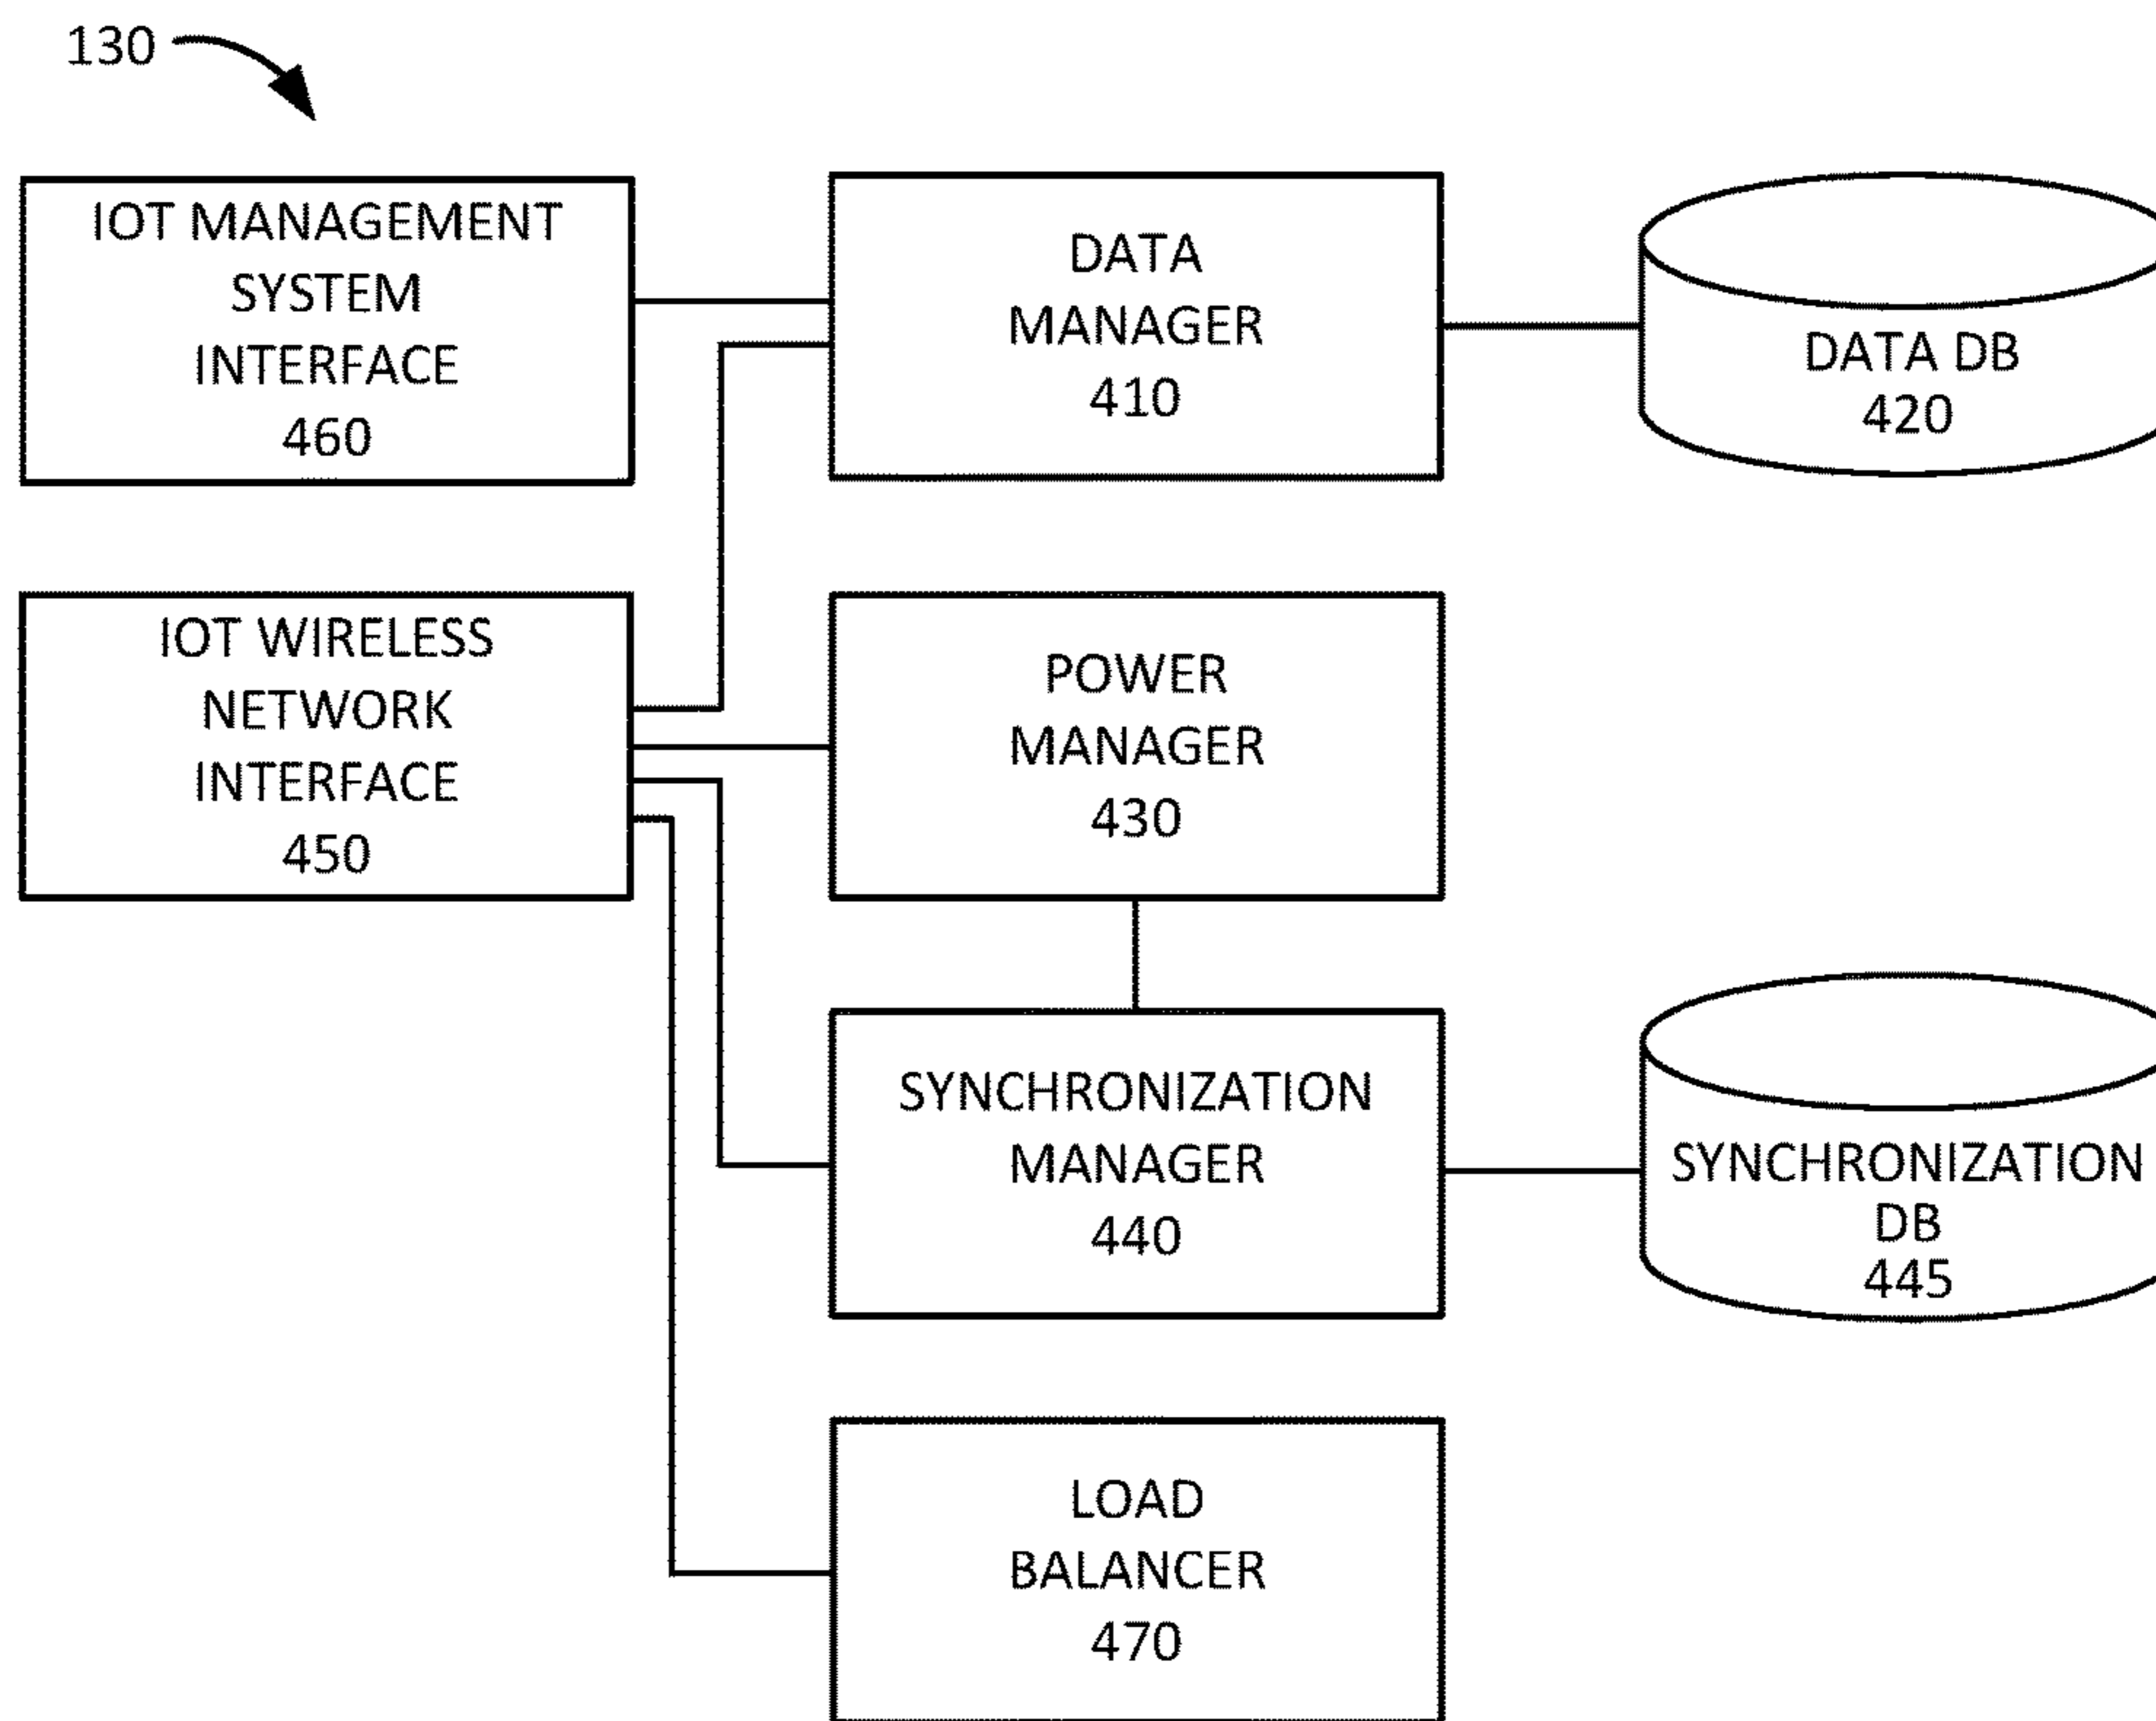 130
IOT MANAGEMENT
SYSTEM
INTERFACE
460
DATA
MANAGER
410
DATA DB
420
IOT WIRELESS
NETWORK
INTERFACE
450
POWER
MANAGER
430
SYNCHRONIZATION
MANAGER
440
SYNCHRONIZATION
DB
445
LOAD
BALANCER
470